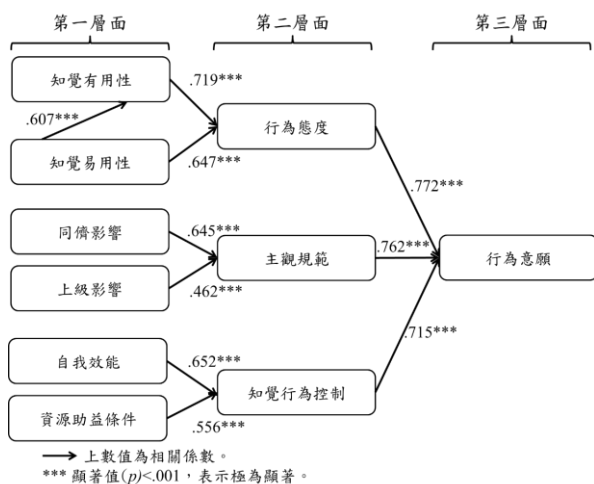 第一層面 第二層面 第三層面
知覺有用性
.719***
.607***
行為態度
知覺易用性
.647***
.772***
同儕影響
.645***
主觀規範
.762***
行為意願
上級影響
.462***
.715***
自我效能
.652***
知覺行為控制
資源助益條件
.556***
上數值為相關係數。
*** 顯著值(p)<.001，表示極為顯著。